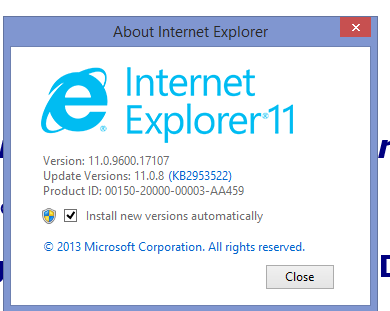 About Internet Explorer
Internet
Explorer®11
Version: 11.0.9600.17107
Update Versions: 11.0.8 (KB2953522)
Product ID: 00150-20000-00003-AA459
Install new versions automatically
© 2013 Microsoft Corporation. All rights reserved.
Close